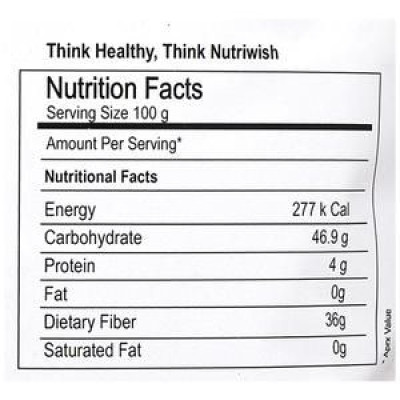 Think Healthy, Think Nutriwish
Nutrition Facts
Serving Size 100 g
Amount Per Serving*
Nutritional Facts
Energy 277 k Cal
Carbohydrate 46.9 g
Protein 4 g
Fat 0g
Dietary Fiber 36g
Saturated Fat 0g
* Aprx Value